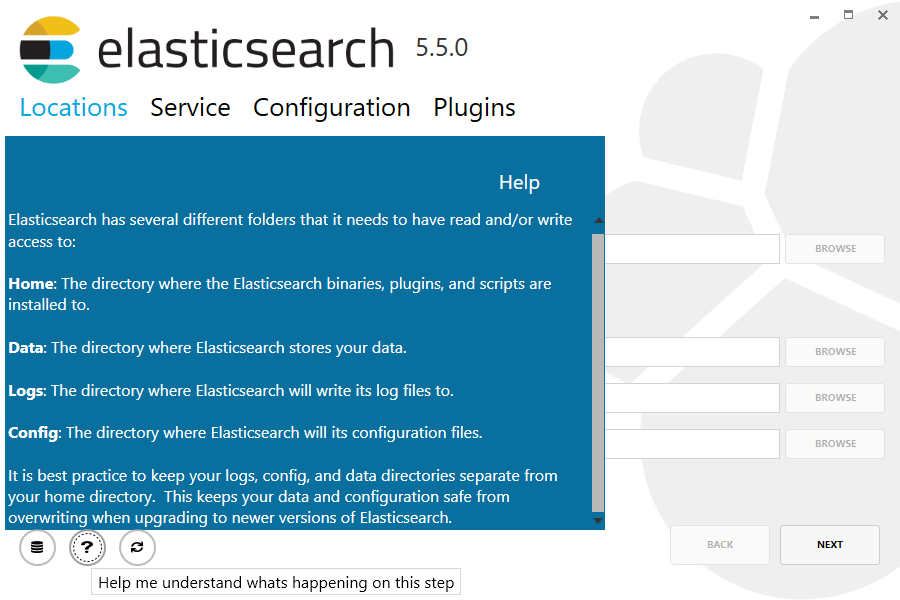 elasticsearch 5.5.0
Locations Service Configuration Plugins
Help
Elasticsearch has several different folders that it needs to have read and/or write
access to:
Home: The directory where the Elasticsearch binaries, plugins, and scripts are
installed to.
Data: The directory where Elasticsearch stores your data.
Logs: The directory where Elasticsearch will write its log files to.
Config: The directory where Elasticsearch will its configuration files.
It is best practice to keep your logs, config, and data directories separate from
your home directory.  This keeps your data and configuration safe from
overwriting when upgrading to newer versions of Elasticsearch.
BROWSE
BROWSE
BROWSE
BROWSE
?
BACK NEXT
Help me understand whats happening on this step